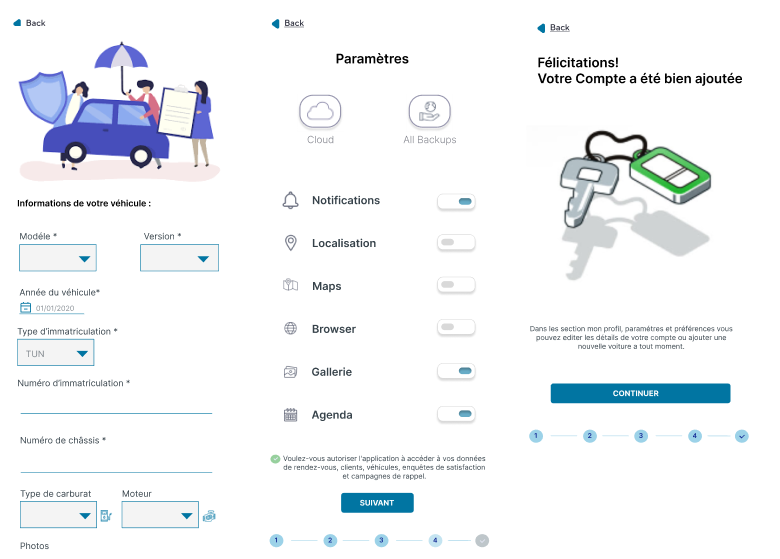 Back
Informations de votre véhicule :
Modéle *
Version *
Année du véhicule*
01/01/2020
Type d'immatriculation *
TUN
Numéro d'immatriculation *
Numéro de châssis *
Type de carburat
Moteur
Photos
Back
Paramètres
Cloud
All Backups
Notifications
Localisation
Maps
Browser
Gallerie
Agenda
Voulez-vous autoriser l'application à accéder à vos données
de rendez-vous, clients, véhicules, enquêtes de satisfaction
et campagnes de rappel.
SUIVANT
1 2 3 4
Back
Félicitations!
Votre Compte a été bien ajoutée
Dans les section mon profil, paramétres et préférences vous
pouvez editer les détails de votre compte ou ajouter une
nouvelle voiture a tout moment.
CONTINUER
1 2 3 4